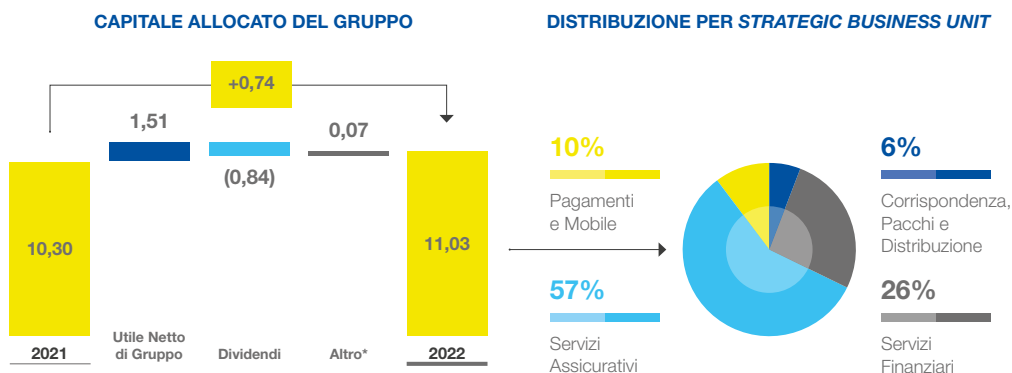 CAPITALE ALLOCATO DEL GRUPPO
+0,74
1,51
0,07
(0,84)
10,30
11,03
2021
Utile Netto
di Gruppo
Dividendi
Altro*
2022
DISTRIBUZIONE PER STRATEGIC BUSINESS UNIT
10%
Pagamenti
e Mobile
57%
Servizi
Assicurativi
6%
Corrispondenza,
Pacchi e
Distribuzione
26%
Servizi
Finanziari